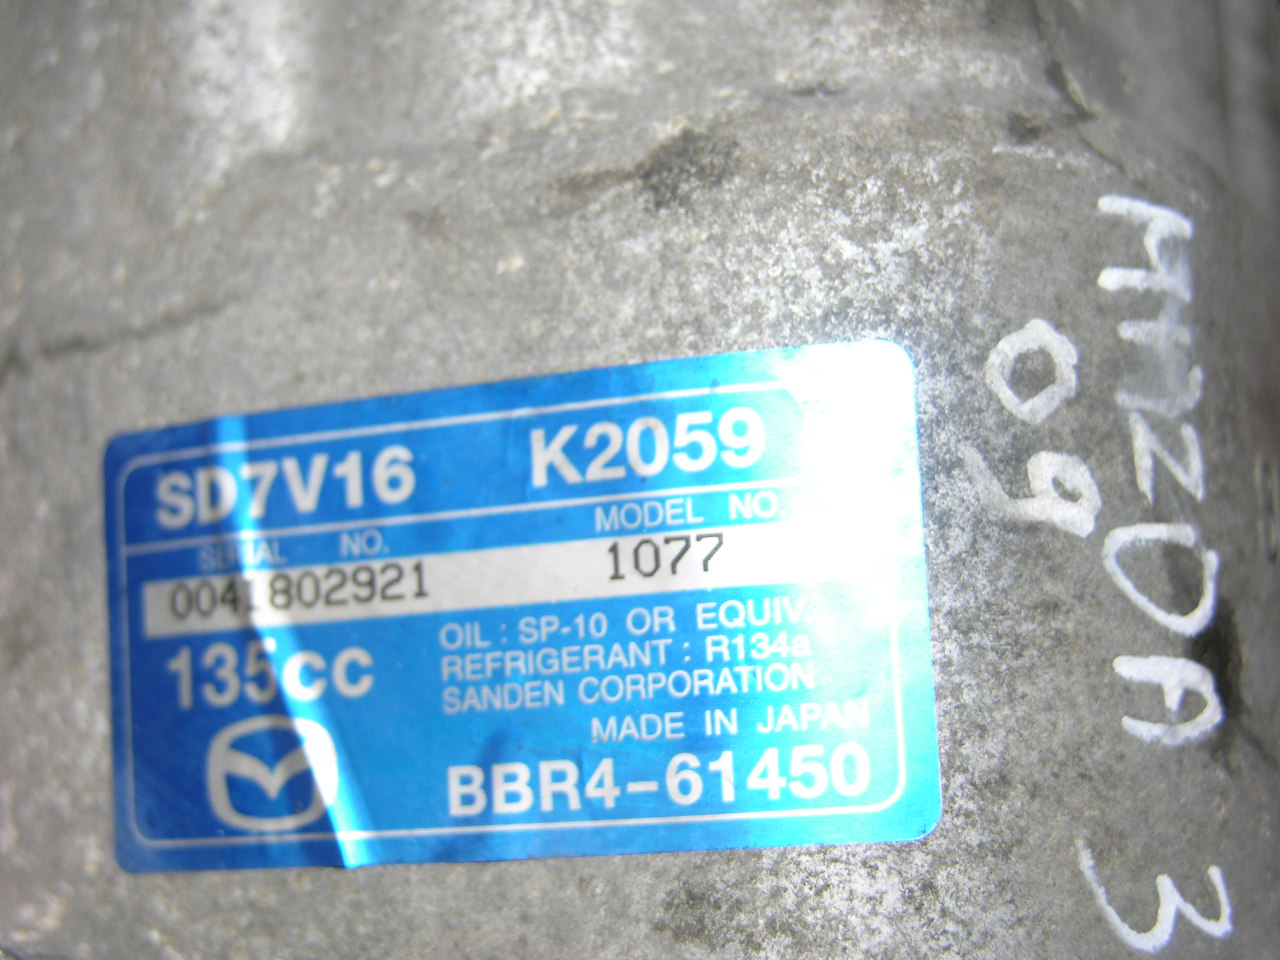 SD7V16 K2059
SERIAL NO. MODEL NO.
0041802921 1077
135cc
OIL : SP-10 OR EQUIV.
REFRIGERANT : R134a
SANDEN CORPORATION
MADE IN JAPAN
BBR4-61450
MAZDA 3
09